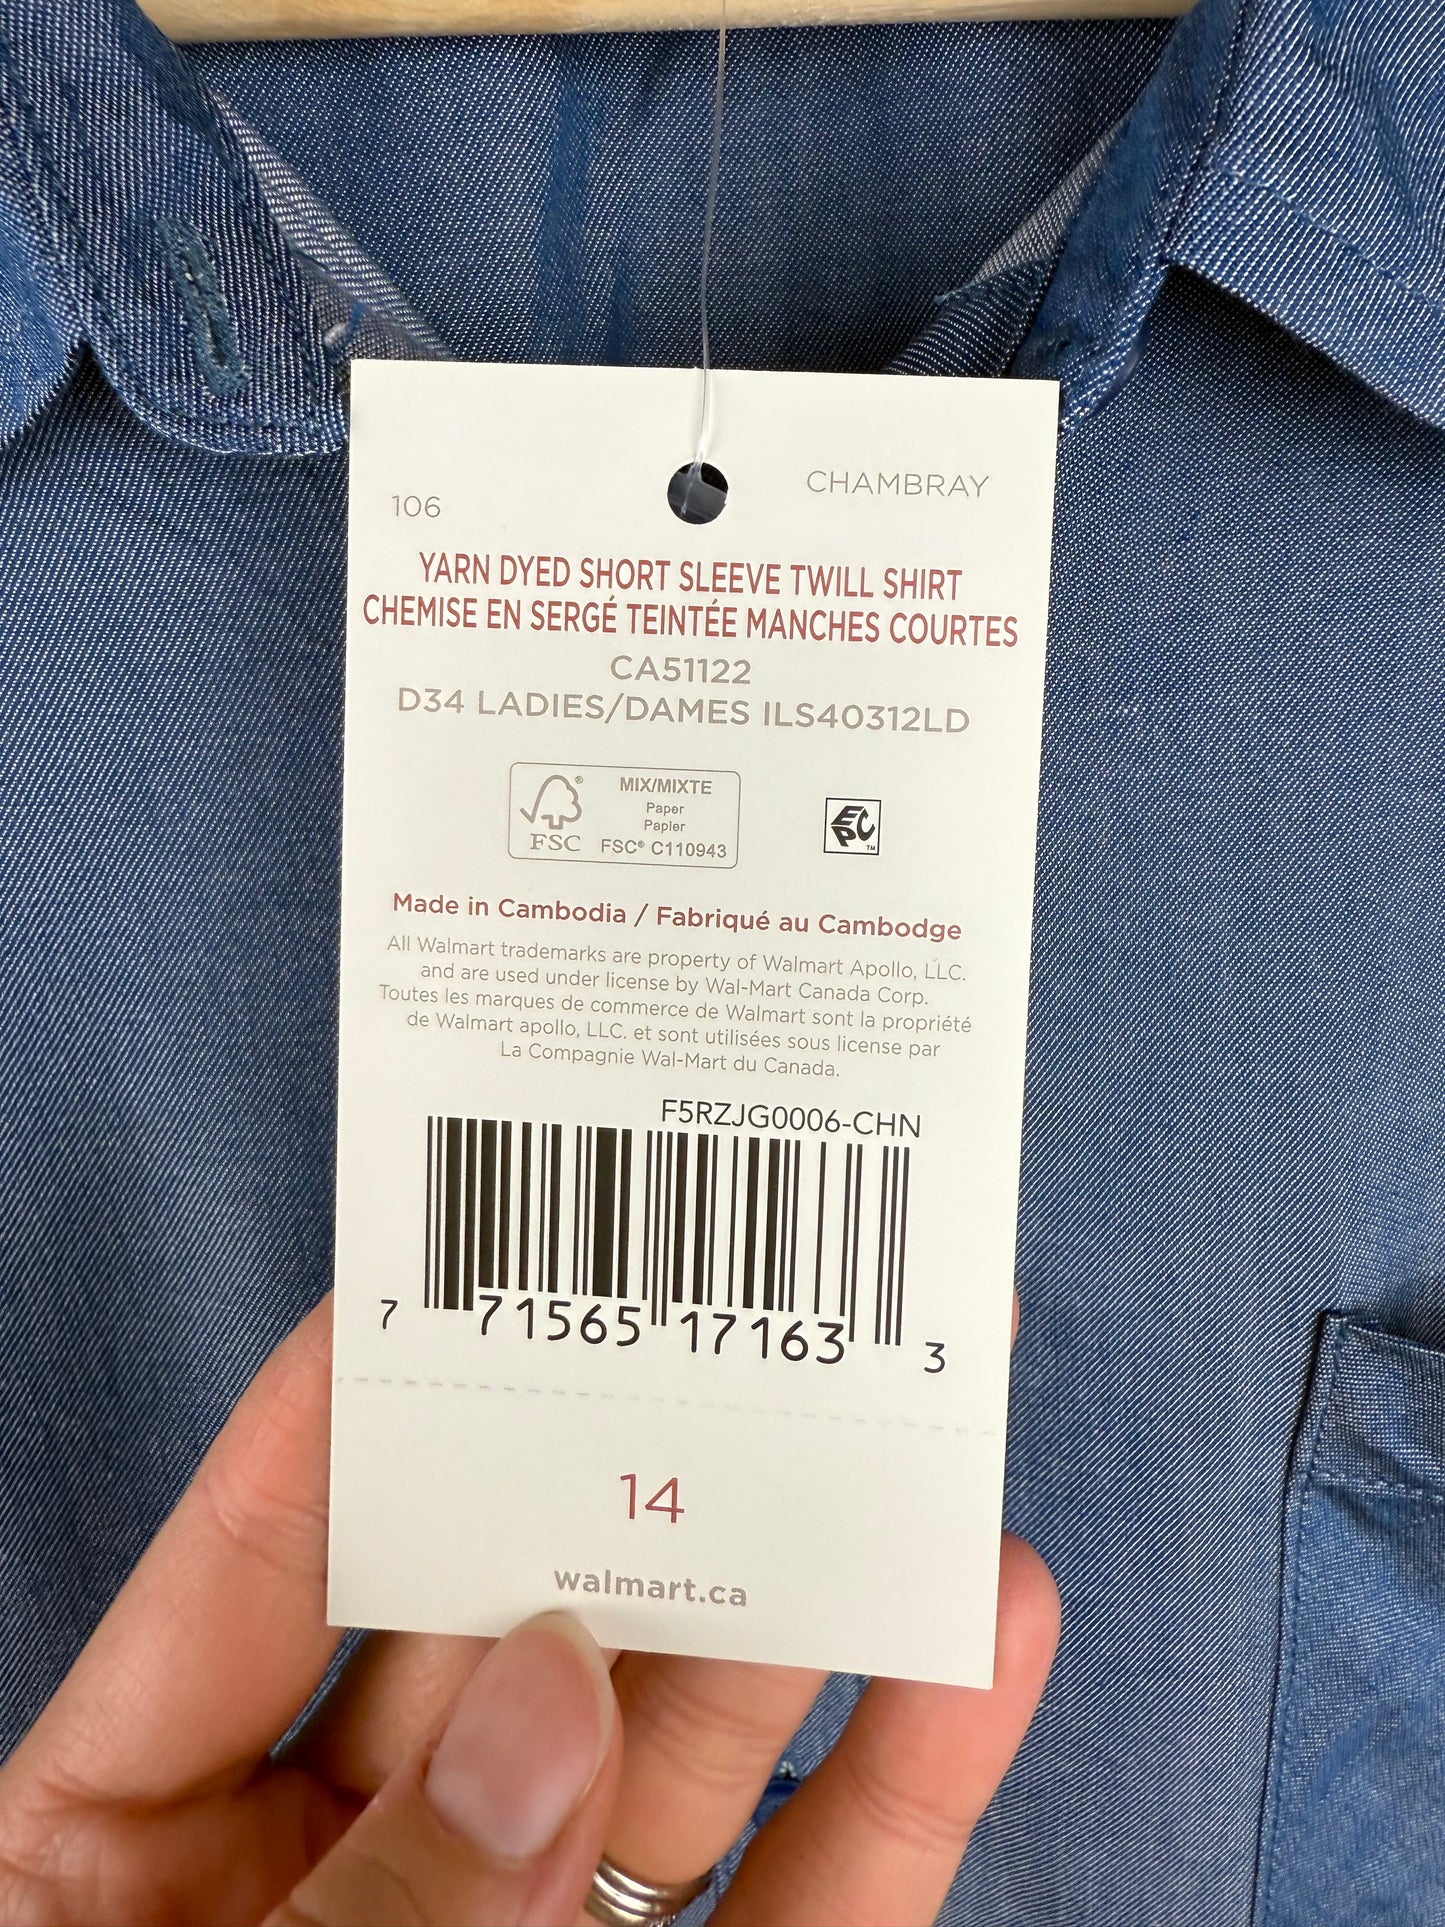 CHAMBRAY
106
YARN DYED SHORT SLEEVE TWILL SHIRT
CHEMISE EN SERGÉ TEINTÉE MANCHES COURTES
CA51122
D34 LADIES/DAMES ILS40312LD
FSC®
MIX/MIXTE
Paper
Papier
FSC® C110943
EPC™
Made in Cambodia / Fabriqué au Cambodge
All Walmart trademarks are property of Walmart Apollo, LLC.
and are used under license by Wal-Mart Canada Corp.
Toutes les marques de commerce de Walmart sont la propriété
de Walmart apollo, LLC. et sont utilisées sous license par
La Compagnie Wal-Mart du Canada.
F5RZJG0006-CHN
7 71565 17163 3
14
walmart.ca